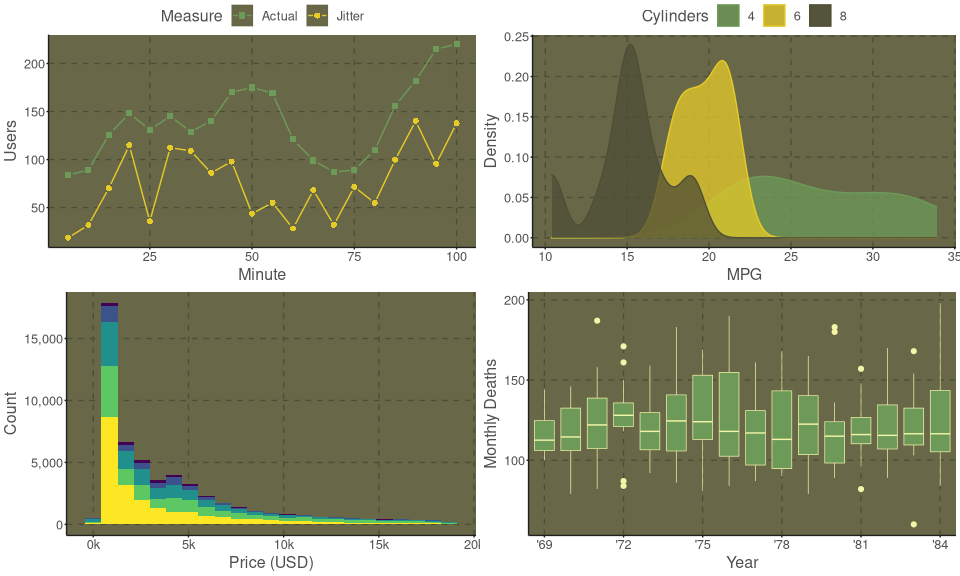 Measure Actual Jitter
200
150
100
50
Users
25 50 75 100
Minute
Cylinders 4 6 8
0.25
0.20
0.15
0.10
0.05
0.00
Density
10 15 20 25 30 35
MPG
15,000
10,000
5,000
0
Count
0k 5k 10k 15k 20l
Price (USD)
200
150
100
Monthly Deaths
'69 '72 '75 '78 '81 '84
Year